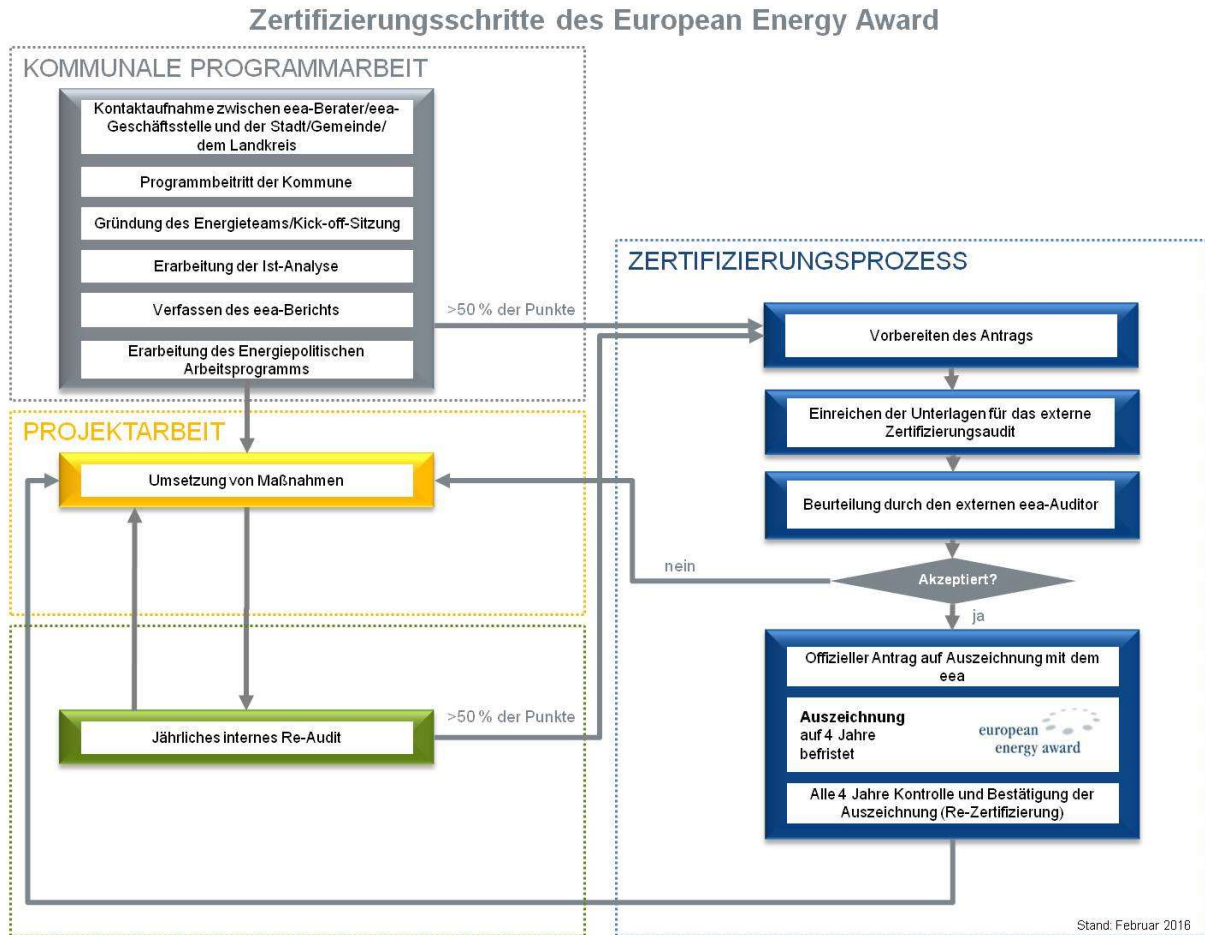 Zertifizierungsschritte des European Energy Award
KOMMUNALE PROGRAMMARBEIT
Kontaktaufnahme zwischen eea-Berater/eea-
Geschäftsstelle und der Stadt/Gemeinde/
dem Landkreis
Programmbeitritt der Kommune
Gründung des Energieteams/Kick-off-Sitzung
Erarbeitung der Ist-Analyse
Verfassen des eea-Berichts
Erarbeitung des Energiepolitischen
Arbeitsprogramms
>50 % der Punkte
PROJEKTARBEIT
Umsetzung von Maßnahmen
Jährliches internes Re-Audit
>50 % der Punkte
ZERTIFIZIERUNGSPROZESS
Vorbereiten des Antrags
Einreichen der Unterlagen für das externe
Zertifizierungsaudit
Beurteilung durch den externen eea-Auditor
Akzeptiert?
nein
ja
Offizieller Antrag auf Auszeichnung mit dem
eea
Auszeichnung
auf 4 Jahre
befristet
european
energy award
Alle 4 Jahre Kontrolle und Bestätigung der
Auszeichnung (Re-Zertifizierung)
Stand: Februar 2016